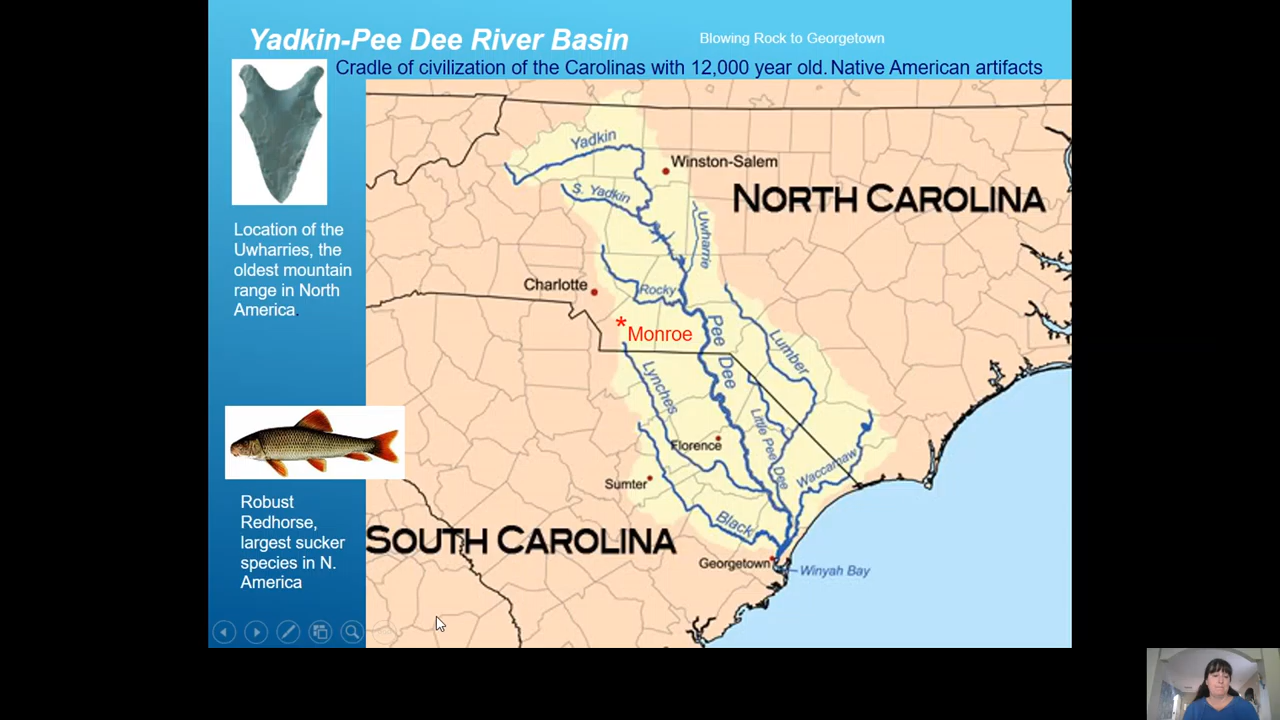 Yadkin-Pee Dee River Basin
Blowing Rock to Georgetown
Cradle of civilization of the Carolinas with 12,000 year old. Native American artifacts
Location of the
Uwharries, the
oldest mountain
range in North
America.
Robust
Redhorse,
largest sucker
species in N.
America
Yadkin
Winston-Salem
S. Yadkin
NORTH CAROLINA
Uwharrie
Charlotte
Rocky
*Monroe
Pee Dee
Lumber
Lynches
Little Pee Dee
Florence
Waccamaw
Sumter
Black
SOUTH CAROLINA
Georgetown
Winyah Bay